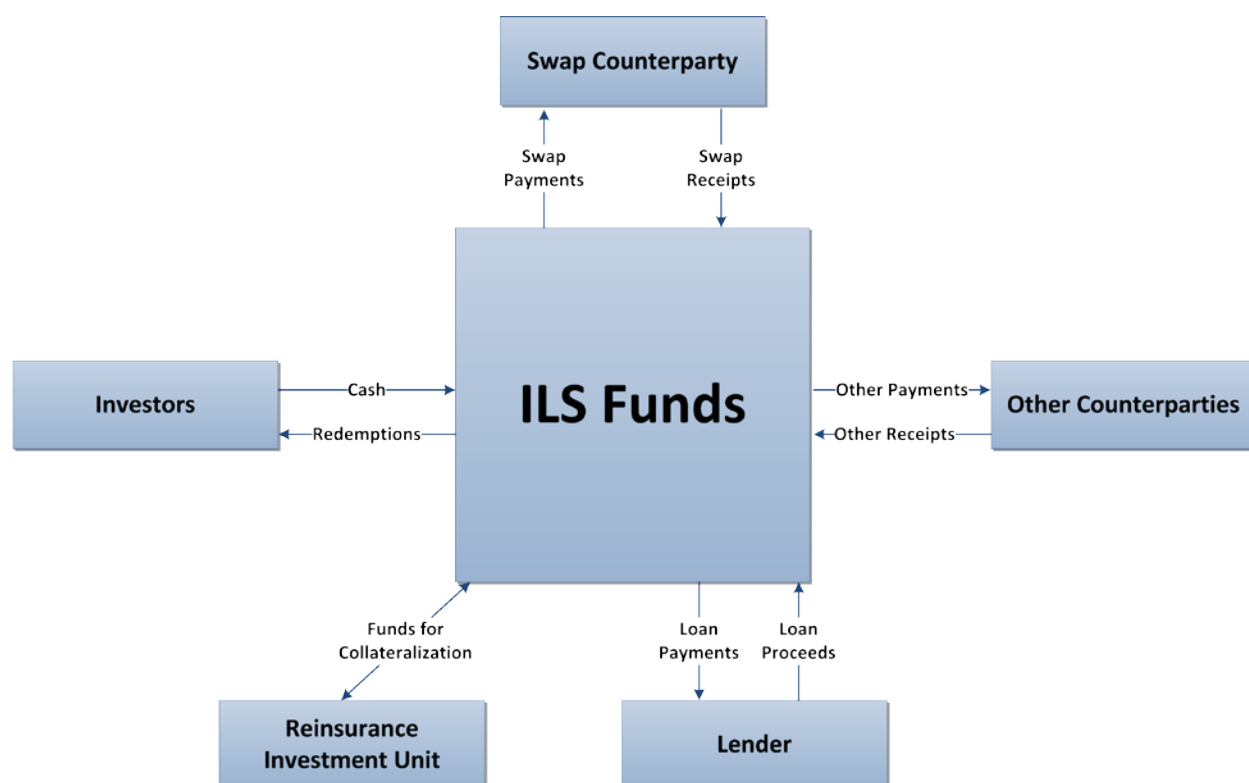 Swap Counterparty
Swap
Payments
Swap
Receipts
ILS Funds
Investors
Cash
Redemptions
Other Payments
Other Receipts
Other Counterparties
Funds for
Collateralization
Loan
Payments
Loan
Proceeds
Reinsurance
Investment Unit
Lender